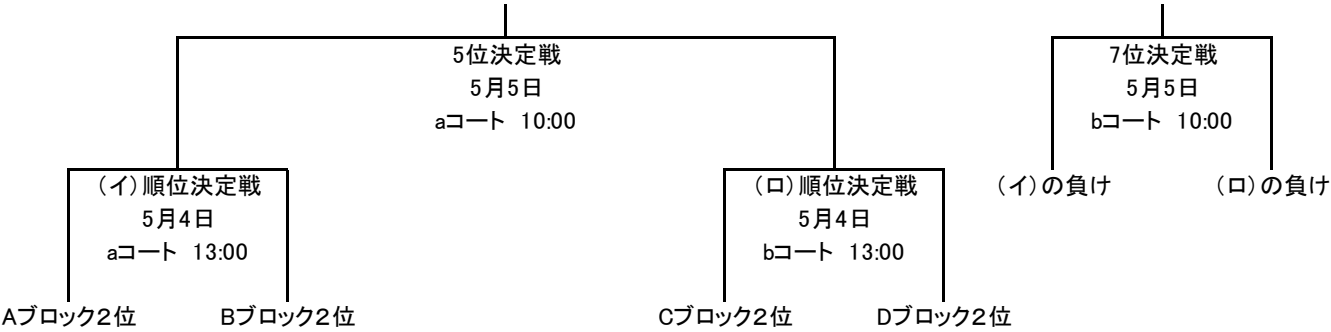 5位決定戦
5月5日
aコート 10:00
7位決定戦
5月5日
bコート 10:00
（イ）順位決定戦
5月4日
aコート 13:00
（ロ）順位決定戦
5月4日
bコート 13:00
（イ）の負け
（ロ）の負け
Aブロック２位
Bブロック２位
Cブロック２位
Dブロック２位